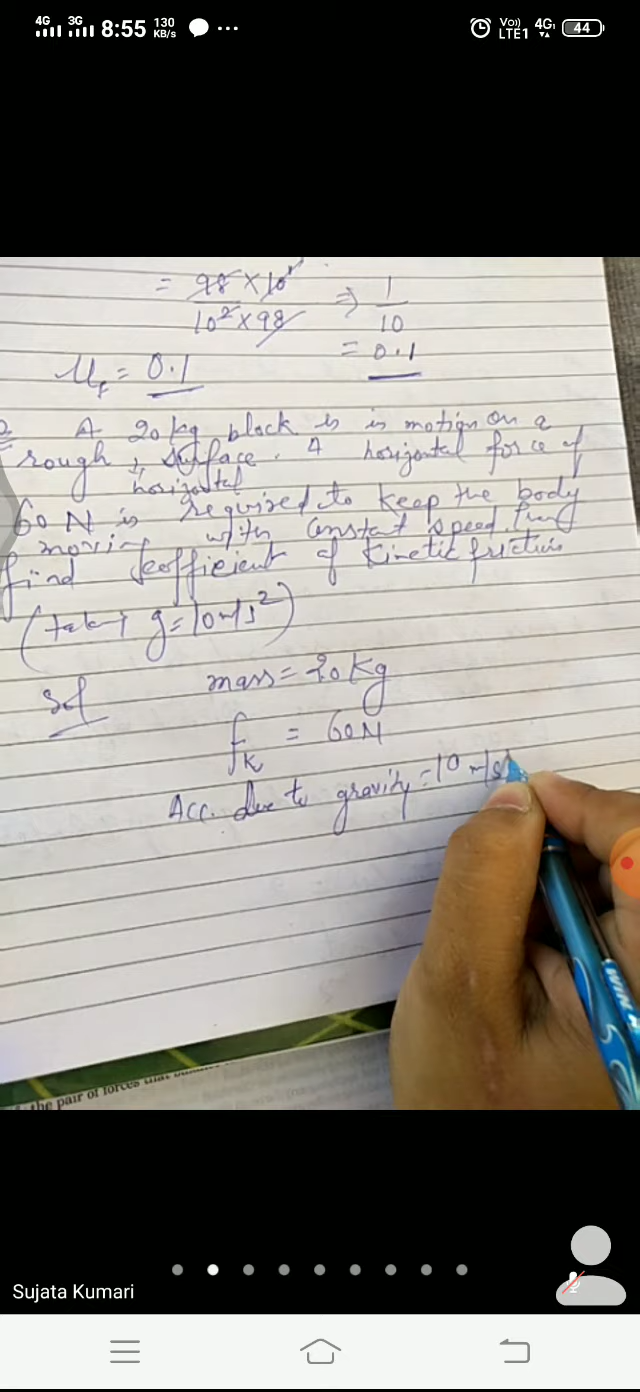 4G 3G 8:55 130 KB/s ... Vo)) LTE1 4G 44
= 98 × 10 ⇒ 1
10² × 98 10
= 0.1
= 0.1
A 20 kg block is in motion on a
rough surface. A horizontal force of
horizontal
60 N is required to keep the body
moving with constant speed.
find coefficient of kinetic friction
(taking g = 10 m/s²)
Sol mass = 20 kg
fk = 60 N
Acc. due to gravity = 10 m/s
the pair of forces that
Sujata Kumari